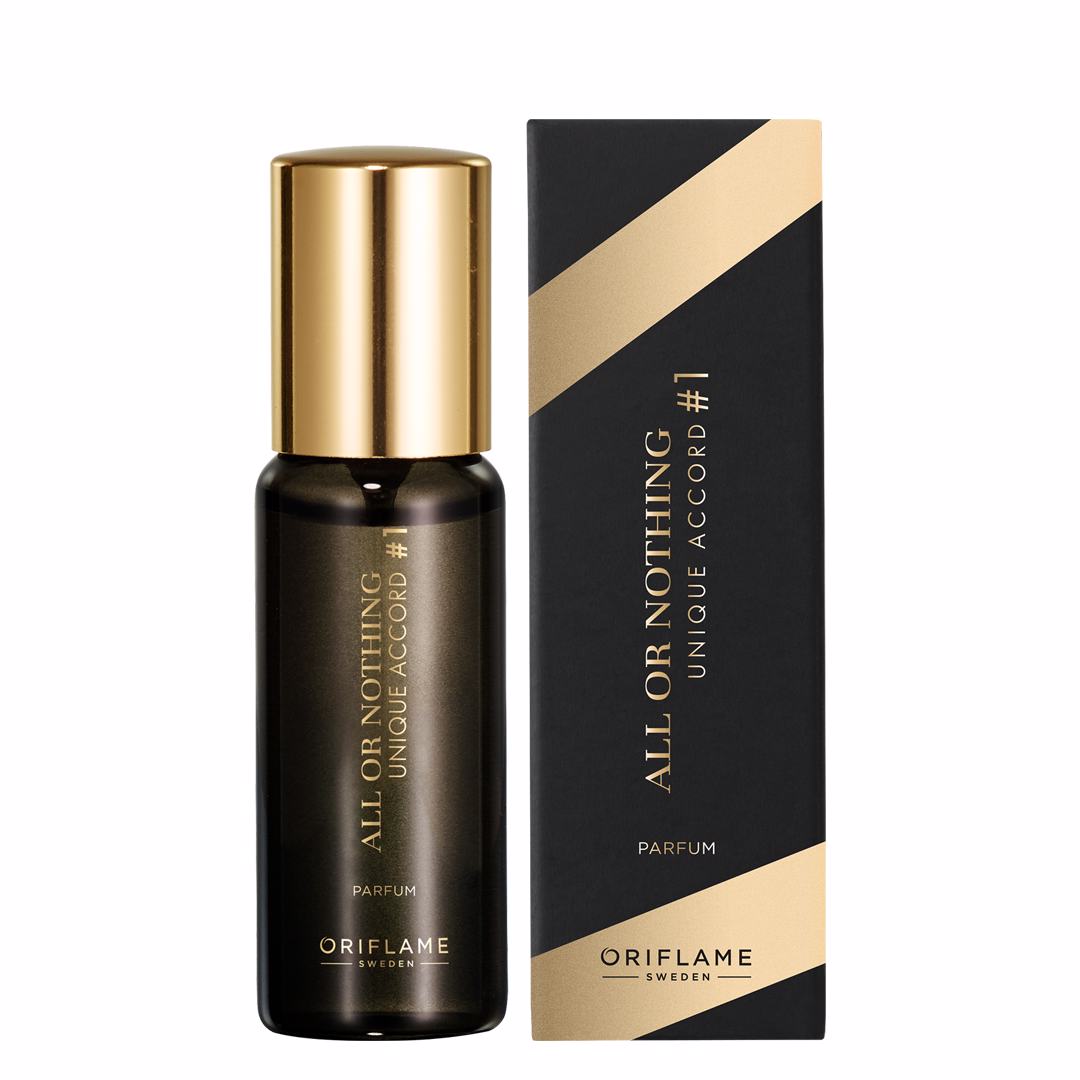 ALL OR NOTHING
UNIQUE ACCORD #1
PARFUM
ORIFLAME
SWEDEN
ALL OR NOTHING
UNIQUE ACCORD #1
PARFUM
ORIFLAME
SWEDEN